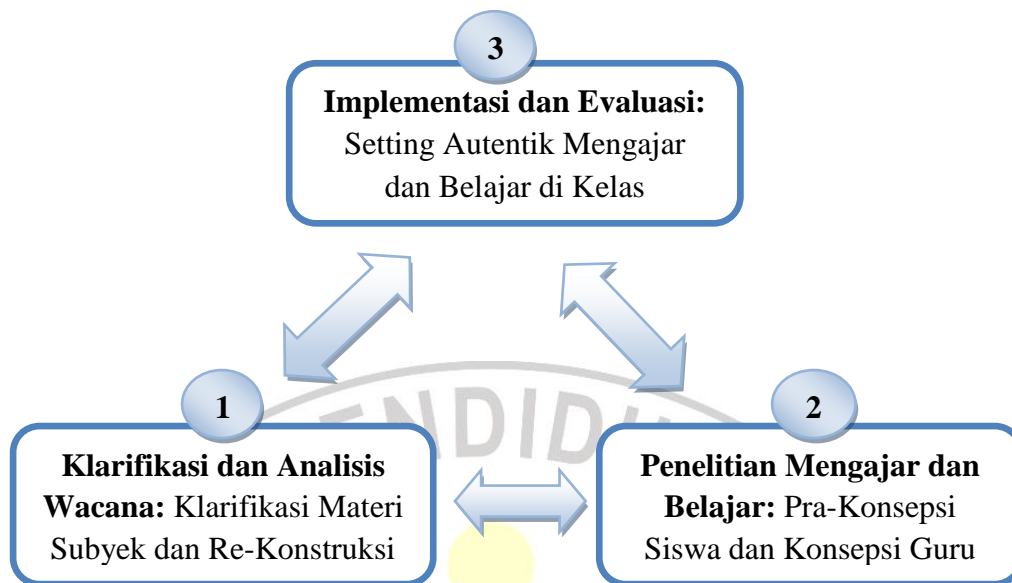 3
Implementasi dan Evaluasi:
Setting Autentik Mengajar
dan Belajar di Kelas
1
Klarifikasi dan Analisis
Wacana: Klarifikasi Materi
Subyek dan Re-Konstruksi
2
Penelitian Mengajar dan
Belajar: Pra-Konsepsi
Siswa dan Konsepsi Guru